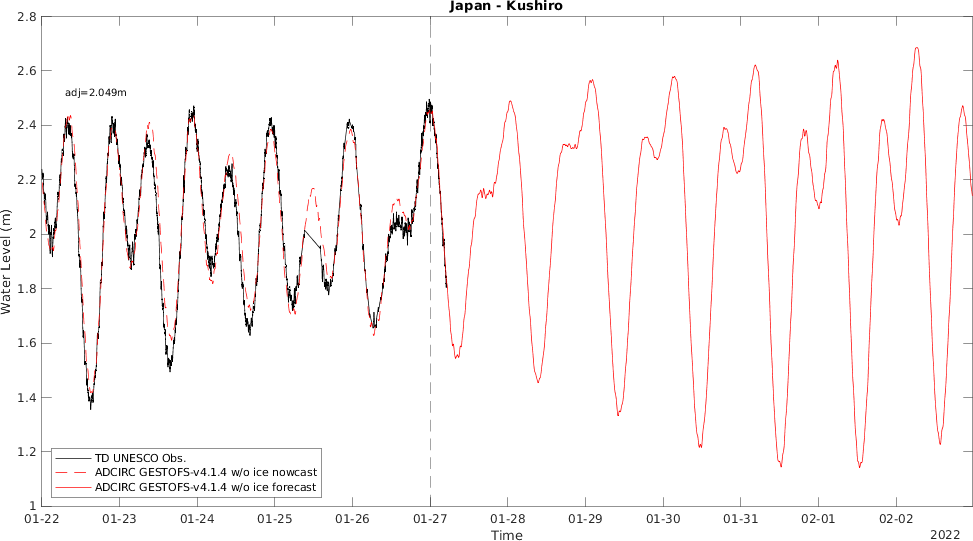 Japan - Kushiro
2.8
2.6
2.4
2.2
2
1.8
1.6
1.4
1.2
1
Water Level (m)
adj=2.049m
TD UNESCO Obs.
ADCIRC GESTOFS-v4.1.4 w/o ice nowcast
ADCIRC GESTOFS-v4.1.4 w/o ice forecast
01-22 01-23 01-24 01-25 01-26 01-27 01-28 01-29 01-30 01-31 02-01 02-02
Time
2022